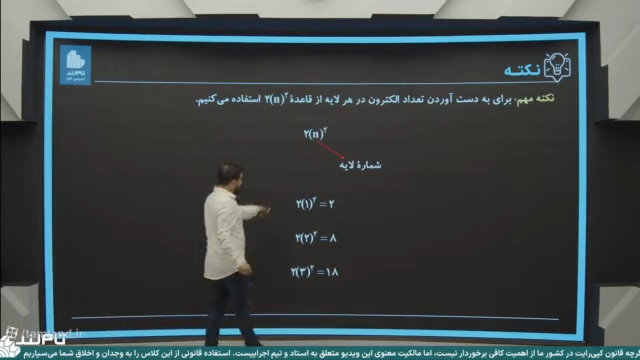 نکته
نکته مهم. برای به دست آوردن تعداد الکترون در هر لایه از قاعدهٔ ۲(n)^۲ استفاده می‌کنیم.
۲(n)^۲
شمارهٔ لایه
۲(۱)^۲ = ۲
۲(۲)^۲ = ۸
۲(۳)^۲ = ۱۸
رچه قانون کپی‌رایت در کشور ما از اهمیت کافی برخوردار نیست، اما مالکیت معنوی این ویدیو متعلق به استاد و تیم اجراییست. استفاده قانونی از این کلاس را به وجدان و اخلاق شما می‌سپاریم